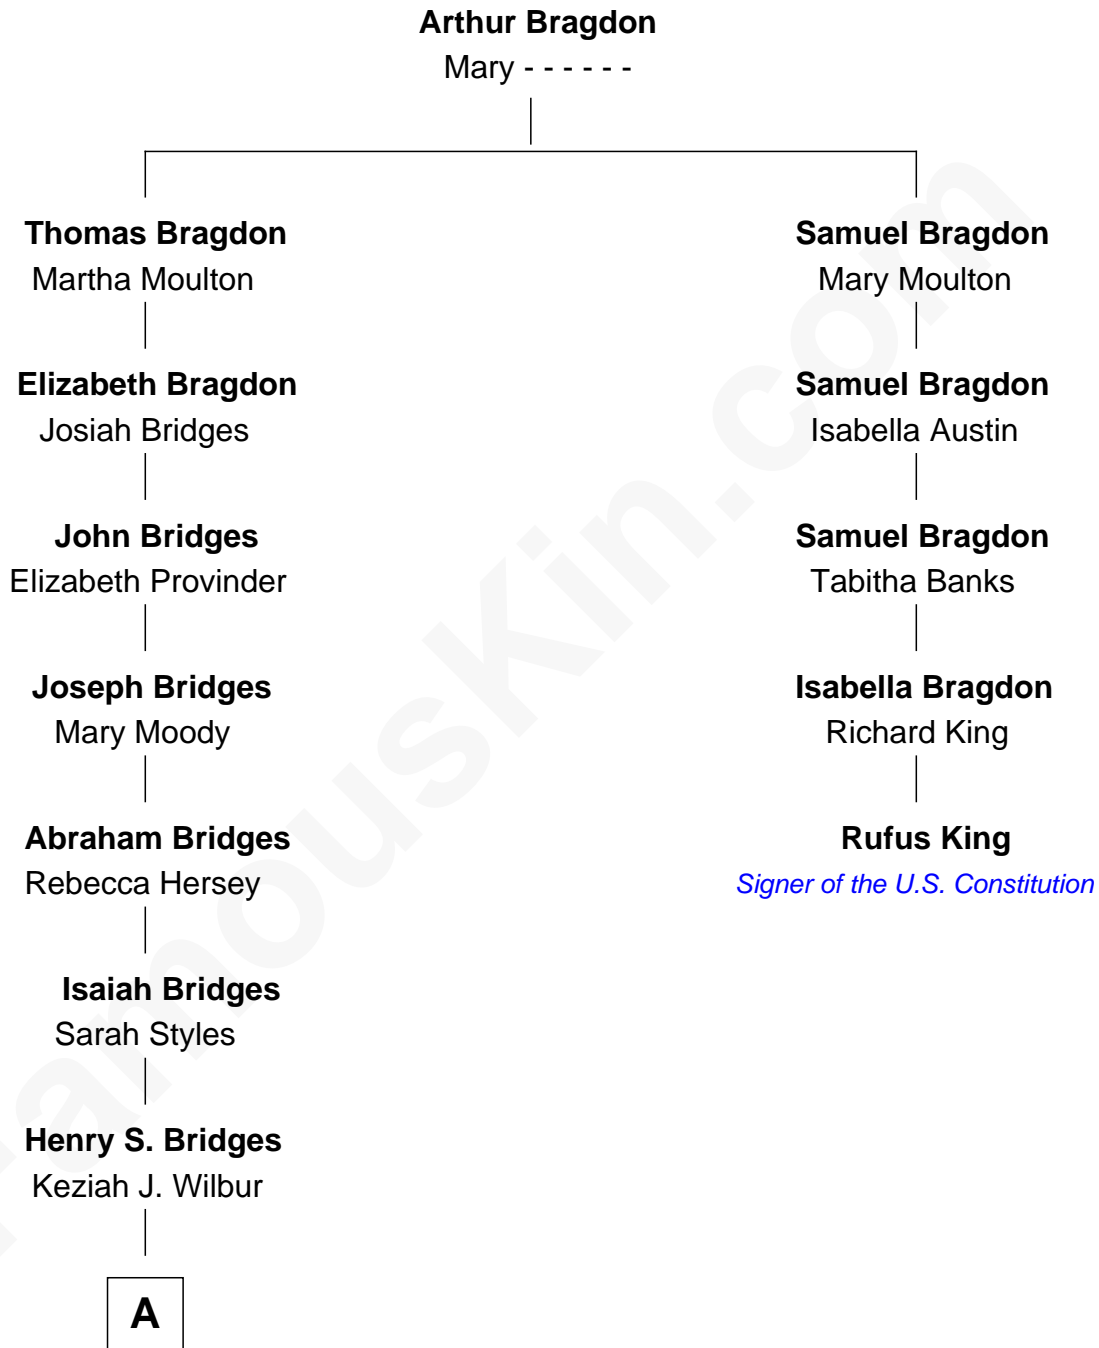 Arthur Bragdon
Mary - - - - - -
Thomas Bragdon
Martha Moulton
Elizabeth Bragdon
Josiah Bridges
John Bridges
Elizabeth Provinder
Joseph Bridges
Mary Moody
Abraham Bridges
Rebecca Hersey
Isaiah Bridges
Sarah Styles
Henry S. Bridges
Keziah J. Wilbur
A
Samuel Bragdon
Mary Moulton
Samuel Bragdon
Isabella Austin
Samuel Bragdon
Tabitha Banks
Isabella Bragdon
Richard King
Rufus King
Signer of the U.S. Constitution
FamousKin.com